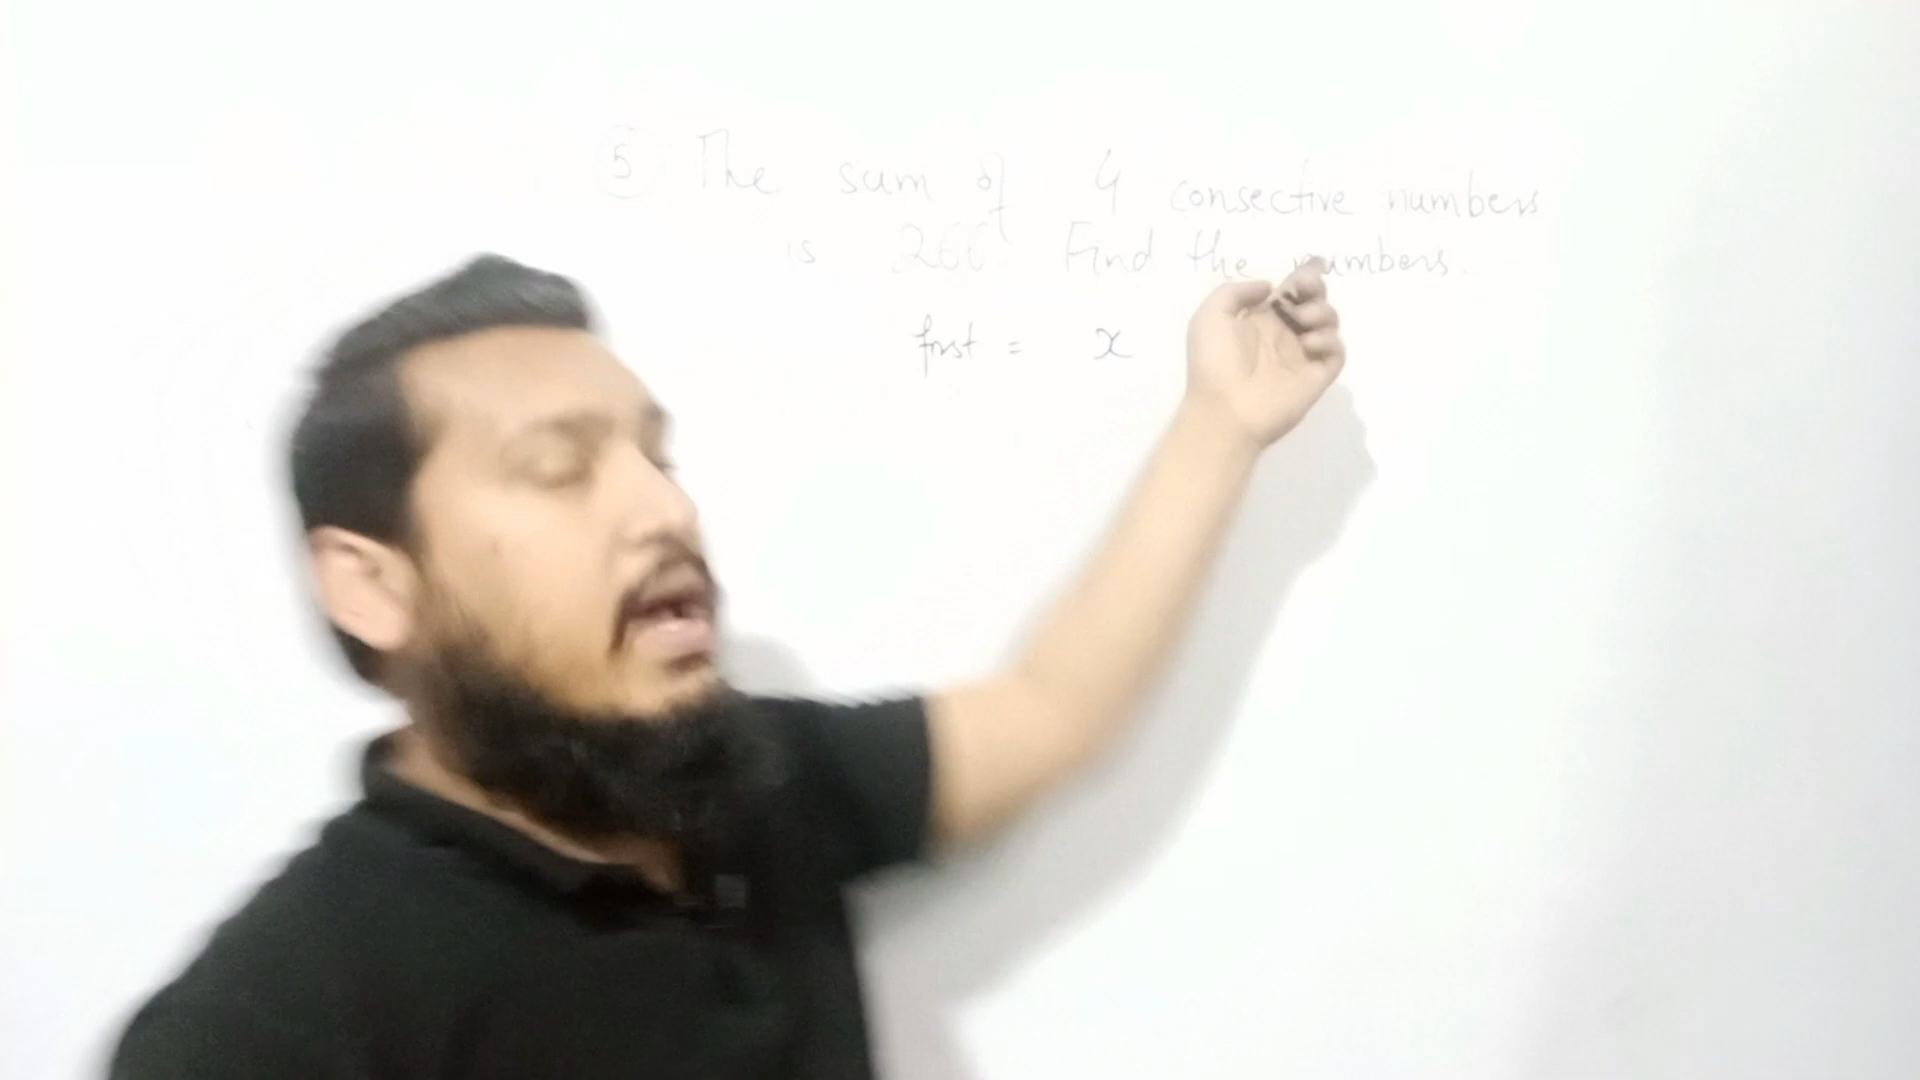 5 The sum of 4 consective numbers
is 266. Find the numbers.
first = x